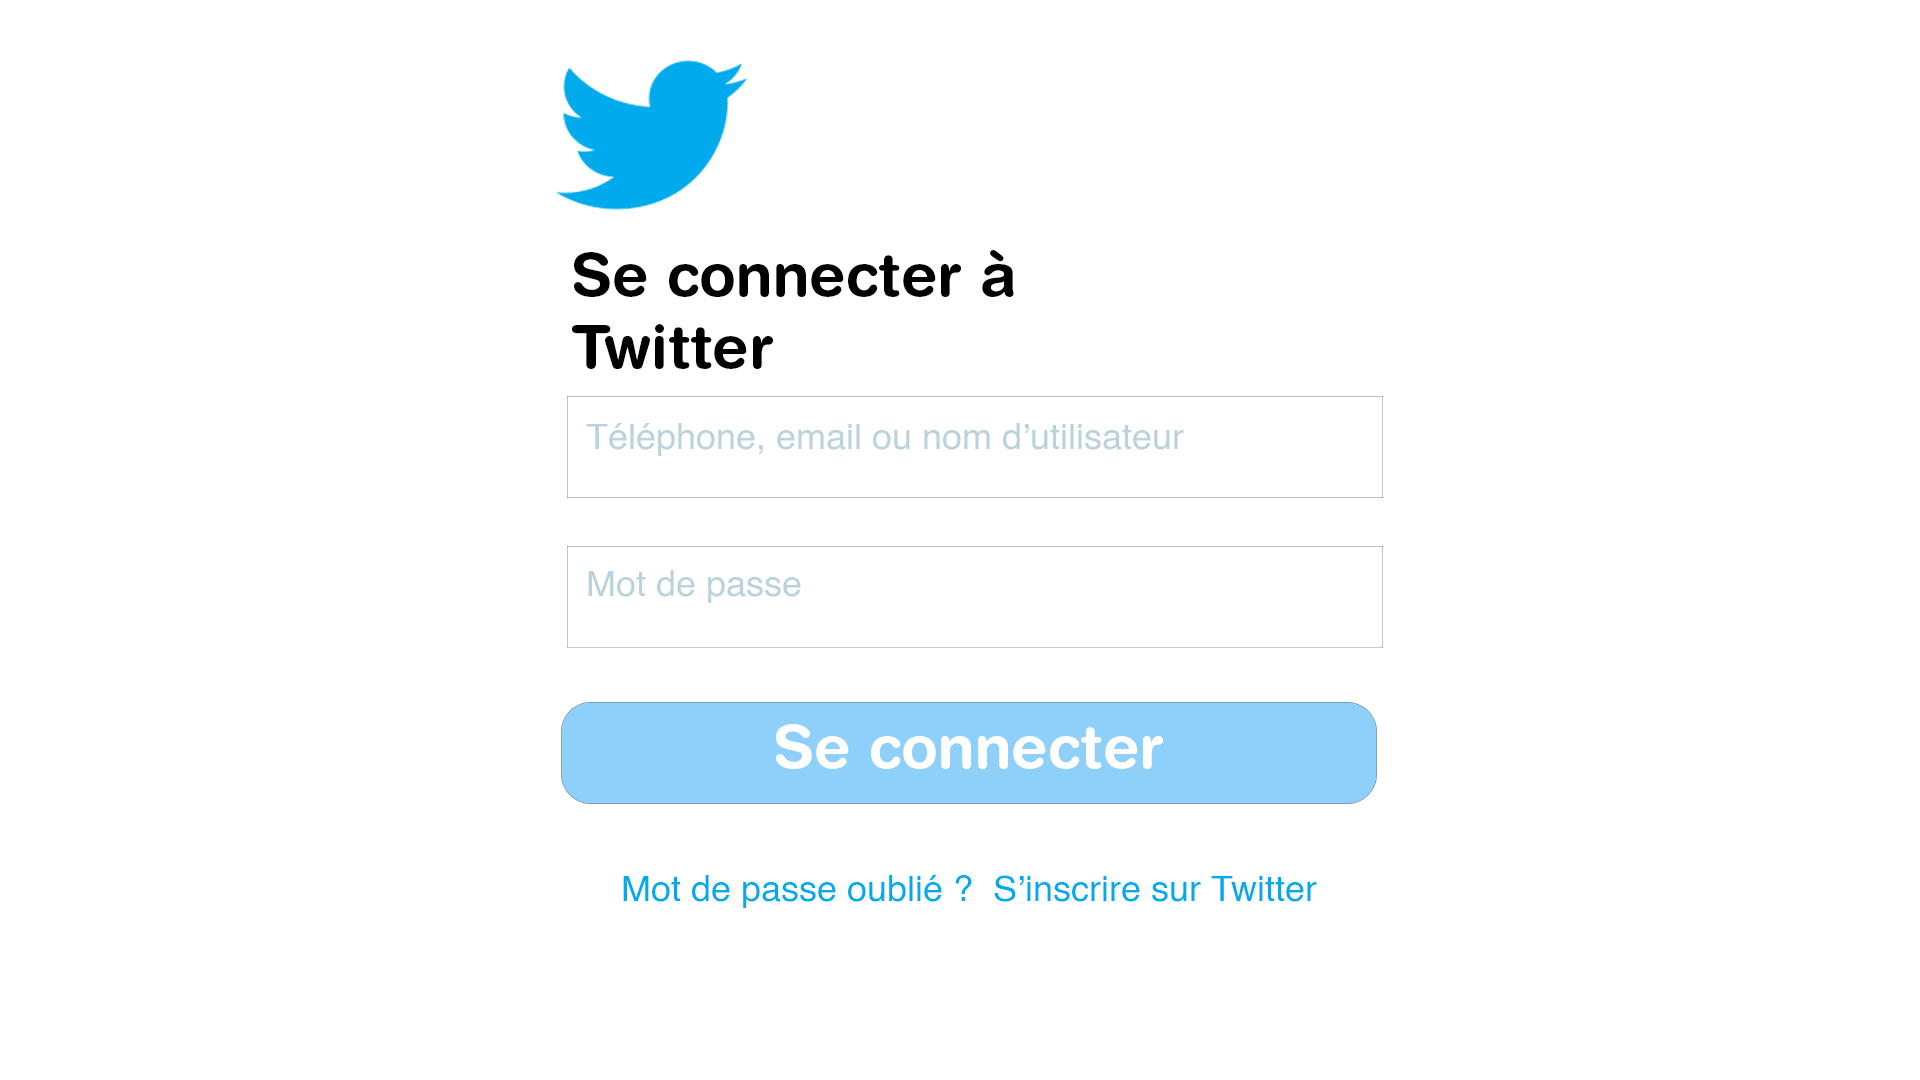 Se connecter à
Twitter
Téléphone, email ou nom d’utilisateur
Mot de passe
Se connecter
Mot de passe oublié ?  S’inscrire sur Twitter